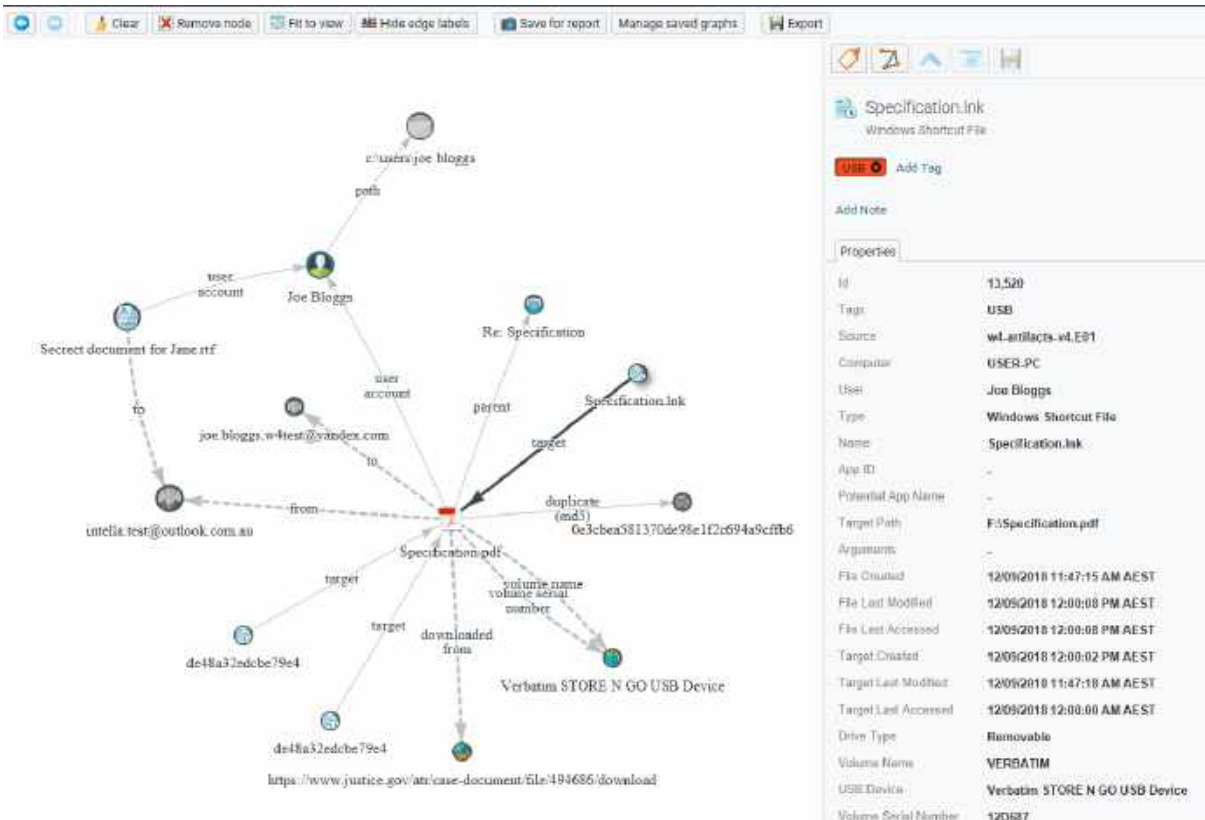 Clear
Remove node
Fit to view
Hide edge labels
Save for report
Manage saved graphs
Export
c:\users\joe bloggs
path
user
account
Joe Bloggs
Secrect document for Jane.rtf
Re: Specification
user
account
parent
Specification.lnk
to
joe.bloggs.w4test@yandex.com
to
target
from
intella.test@outlook.com.au
duplicate
(md5)
0e3cbea581370de98e1f2c694a9cffb6
Specification.pdf
target
volume name
volume serial
number
target
downloaded
from
de48a32edcbe79e4
Verbatim STORE N GO USB Device
de48a32edcbe79e4
https://www.justice.gov/atr/case-document/file/494686/download
Specification.lnk
Windows Shortcut File
USB
Add Tag
Add Note
Properties
Id 13,520
Tags USB
Source w4-artifacts-v4.E01
Computer USER-PC
User Joe Bloggs
Type Windows Shortcut File
Name Specification.lnk
App ID -
Potential App Name -
Target Path F:\Specification.pdf
Arguments -
File Created 12/09/2018 11:47:15 AM AEST
File Last Modified 12/09/2018 12:00:08 PM AEST
File Last Accessed 12/09/2018 12:00:08 PM AEST
Target Created 12/09/2018 12:00:02 PM AEST
Target Last Modified 12/09/2018 11:47:18 AM AEST
Target Last Accessed 12/09/2018 12:00:00 AM AEST
Drive Type Removable
Volume Name VERBATIM
USB Device Verbatim STORE N GO USB Device
Volume Serial Number 12D687